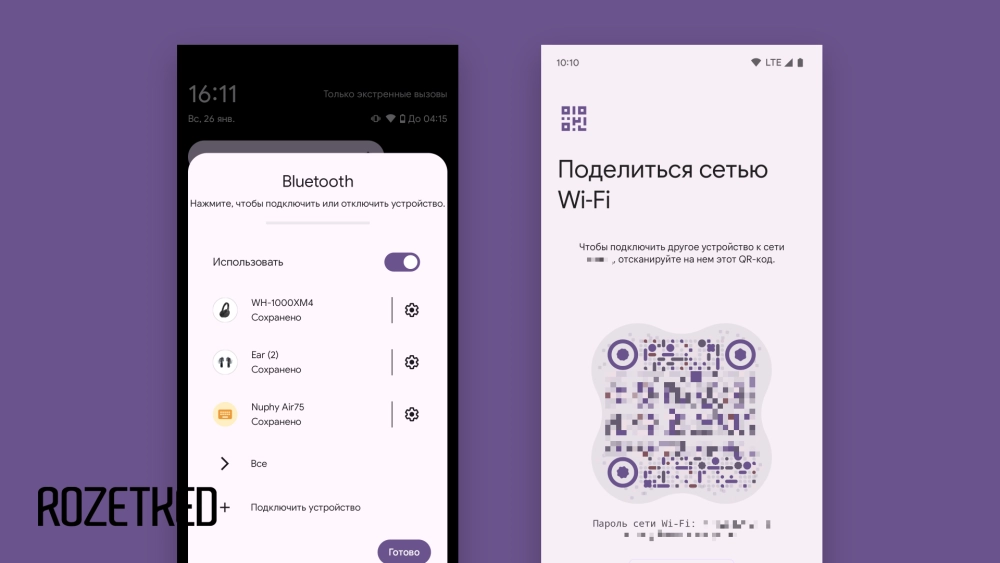 16:11
Только экстренные вызовы
Вс, 26 янв.
До 04:15
Bluetooth
Нажмите, чтобы подключить или отключить устройство.
Использовать
WH-1000XM4
Сохранено
Ear (2)
Сохранено
Nuphy Air75
Сохранено
Все
Подключить устройство
Готово
ROZETKED
10:10
LTE
Поделиться сетью
Wi-Fi
Чтобы подключить другое устройство к сети
, отсканируйте на нем этот QR-код.
Пароль сети Wi-Fi: